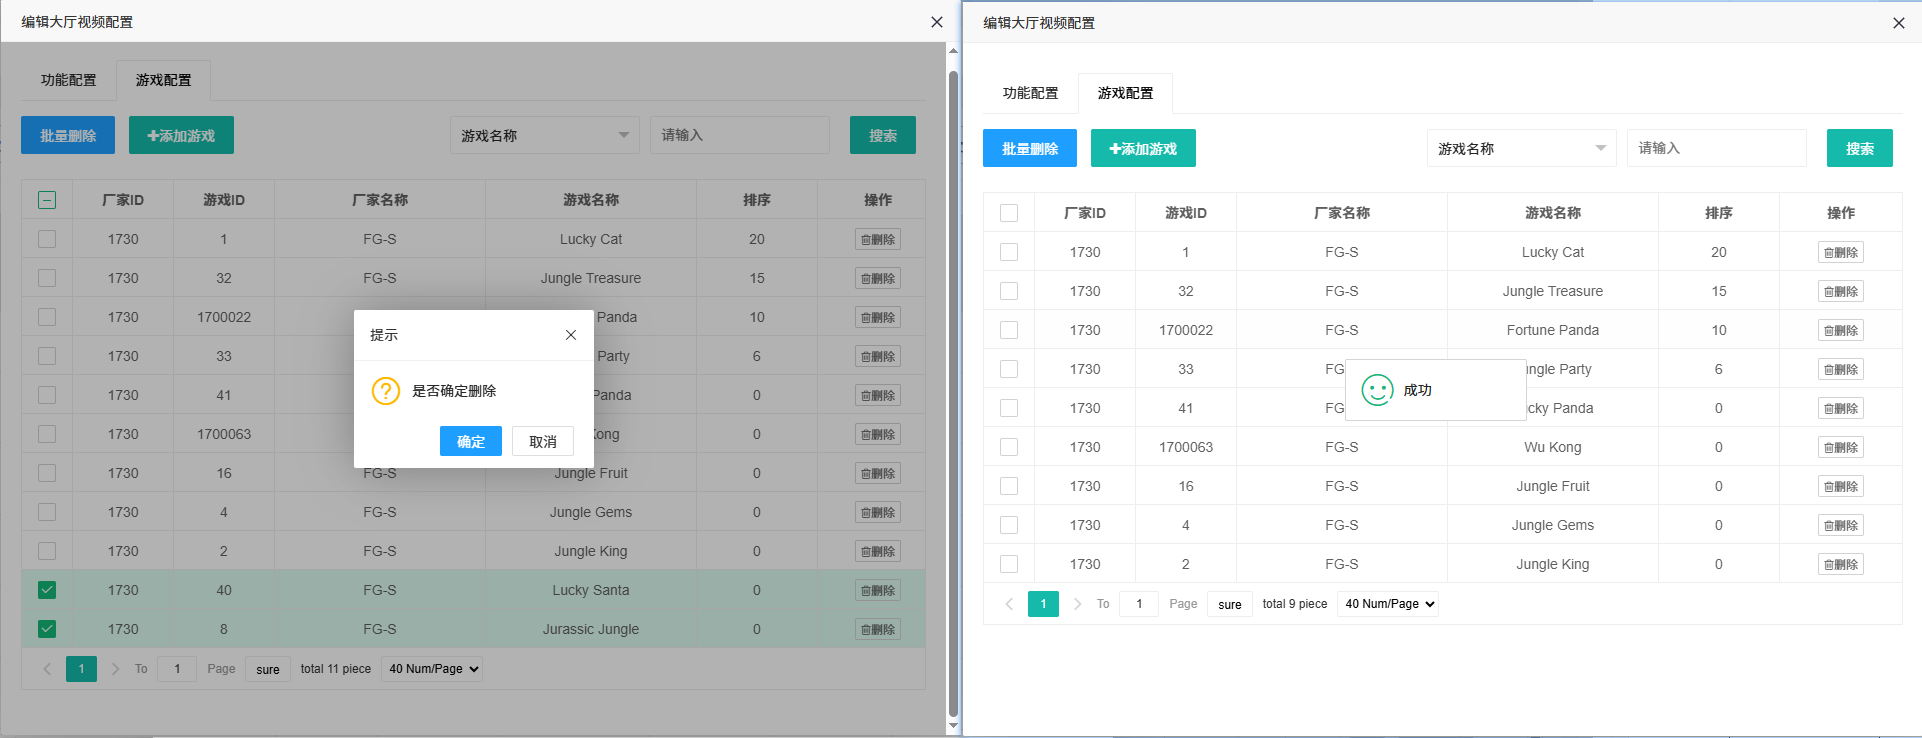 编辑大厅视频配置
功能配置 游戏配置
批量删除 添加游戏 游戏名称 请输入 搜索
厂家ID 游戏ID 厂家名称 游戏名称 排序 操作
1730 1 FG-S Lucky Cat 20 删除
1730 32 FG-S Jungle Treasure 15 删除
1730 1700022 Panda 10 删除
1730 33 Party 6 删除
1730 41 Panda 0 删除
1730 1700063 Kong 0 删除
1730 16 FG-S Jungle Fruit 0 删除
1730 4 FG-S Jungle Gems 0 删除
1730 2 FG-S Jungle King 0 删除
1730 40 FG-S Lucky Santa 0 删除
1730 8 FG-S Jurassic Jungle 0 删除
1 To 1 Page sure total 11 piece 40 Num/Page
提示
是否确定删除
确定 取消
编辑大厅视频配置
功能配置 游戏配置
批量删除 添加游戏 游戏名称 请输入 搜索
厂家ID 游戏ID 厂家名称 游戏名称 排序 操作
1730 1 FG-S Lucky Cat 20 删除
1730 32 FG-S Jungle Treasure 15 删除
1730 1700022 FG-S Fortune Panda 10 删除
1730 33 FG ngle Party 6 删除
1730 41 FG cky Panda 0 删除
1730 1700063 FG-S Wu Kong 0 删除
1730 16 FG-S Jungle Fruit 0 删除
1730 4 FG-S Jungle Gems 0 删除
1730 2 FG-S Jungle King 0 删除
1 To 1 Page sure total 9 piece 40 Num/Page
成功